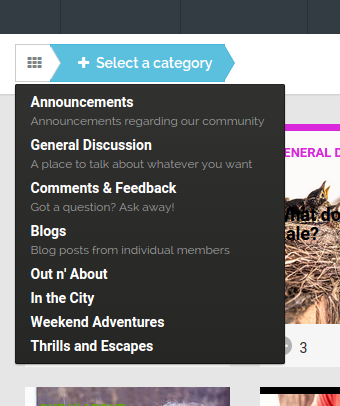 + Select a category
Announcements
Announcements regarding our community
General Discussion
A place to talk about whatever you want
Comments & Feedback
Got a question? Ask away!
Blogs
Blog posts from individual members
Out n' About
In the City
Weekend Adventures
Thrills and Escapes
ENERAL D
hat do
ale?
3